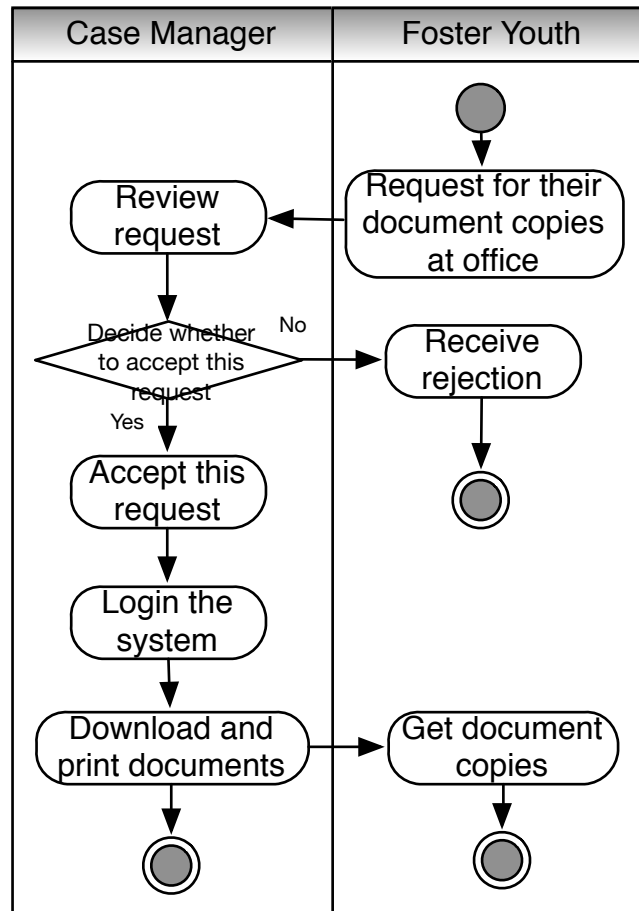 Case Manager
Foster Youth
Request for their
document copies
at office
Review
request
Decide whether
to accept this
request
No
Receive
rejection
Yes
Accept this
request
Login the
system
Download and
print documents
Get document
copies